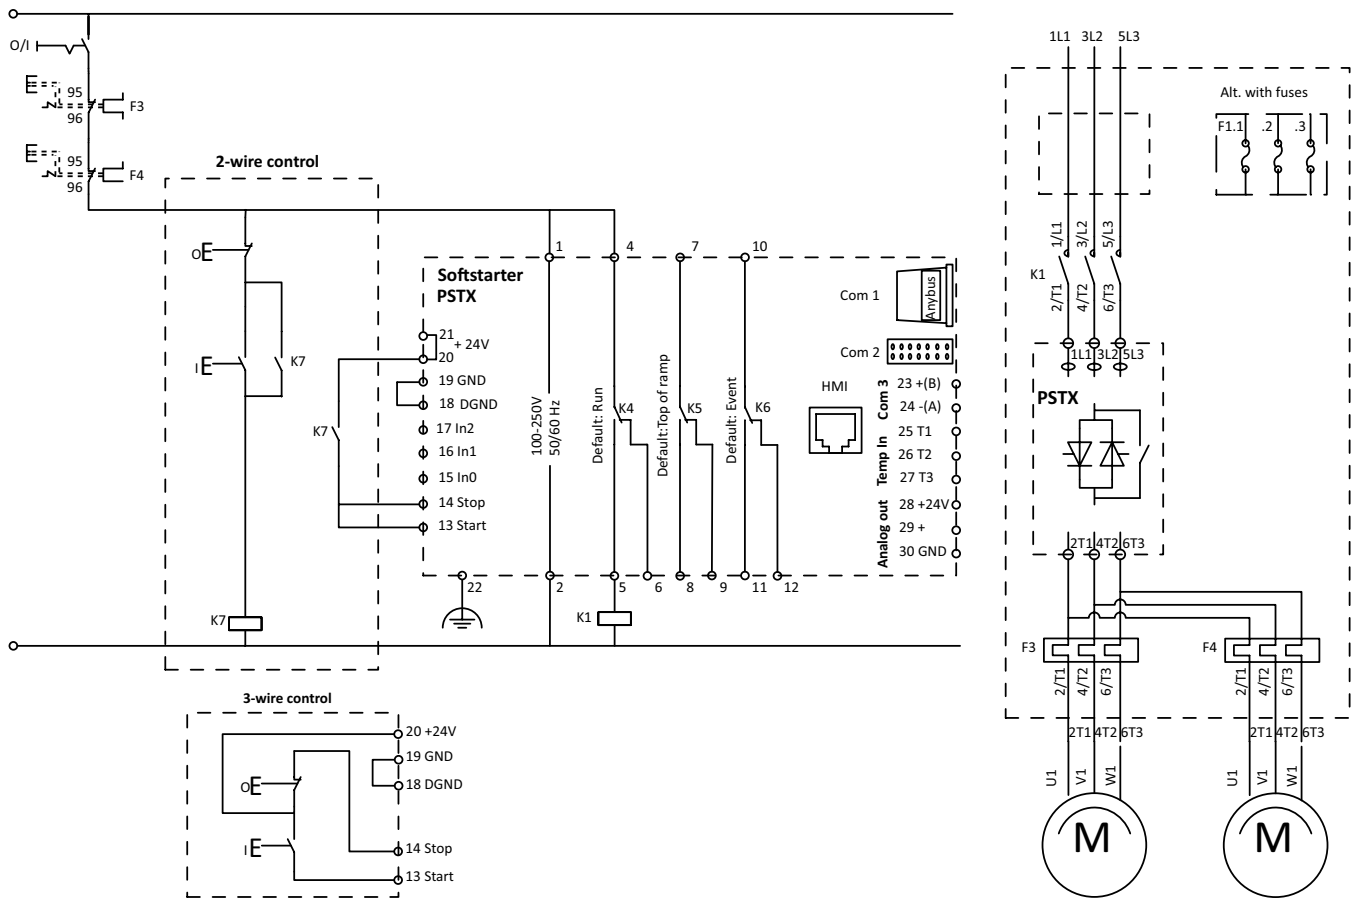 O/I
95
96
F3
95
96
F4
2-wire control
O
I
K7
K7
K7
Softstarter
PSTX
1
4
7
10
21
+ 24V
20
19 GND
18 DGND
17 In2
16 In1
15 In0
14 Stop
13 Start
22
100-250V
50/60 Hz
Default: Run
K4
Default:Top of ramp
K5
Default: Event
K6
2
5
6
8
9
11
12
K1
Com 1
Anybus
Com 2
HMI
Com 3
23 +(B)
24 -(A)
Temp In
25 T1
26 T2
27 T3
Analog out
28 +24V
29 +
30 GND
3-wire control
20 +24V
19 GND
18 DGND
14 Stop
13 Start
O
I
1L1 3L2 5L3
Alt. with fuses
F1.1 .2 .3
1/L1
3/L2
5/L3
K1
2/T1
4/T2
6/T3
1L1 3L2 5L3
PSTX
2T1 4T2 6T3
F3
2/T1
4/T2
6/T3
F4
2/T1
4/T2
6/T3
2T1 4T2 6T3
2T1 4T2 6T3
U1
V1
W1
U1
V1
W1
M
M